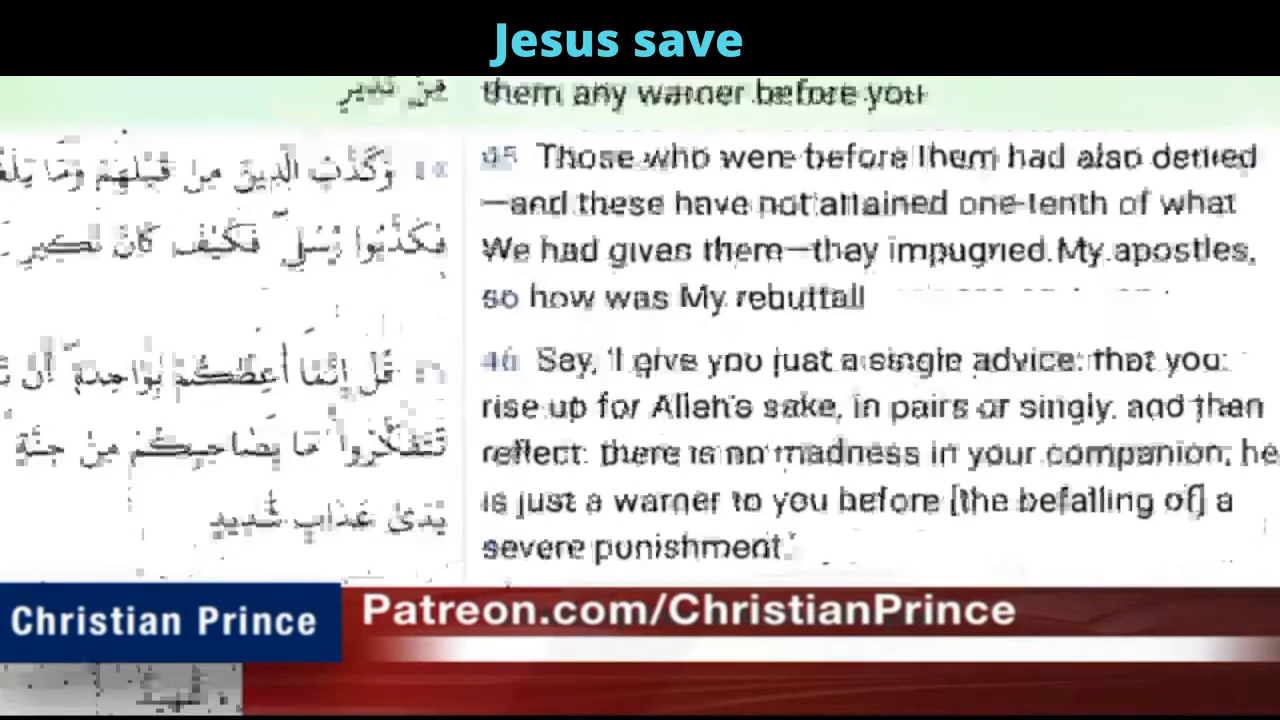 Jesus save
them any warner before you
45 Those who were before them had also denied
—and these have not attained one-tenth of what
We had given them—they impugned My apostles,
so how was My rebuttal!
46 Say, 'I give you just a single advice: that you
rise up for Allah's sake, in pairs or singly, and then
reflect: there is no madness in your companion, he
is just a warner to you before [the befalling of] a
severe punishment.'
مِن نَّذِيرٍ
وَكَذَّبَ الَّذِينَ مِن قَبْلِهِمْ وَمَا
فَكَذَّبُوا رُسُلِي ۖ فَكَيْفَ كَانَ نَكِيرِ
قُلْ إِنَّمَا أَعِظُكُم بِوَاحِدَةٍ ۖ أَن
تَتَفَكَّرُوا ۚ مَا بِصَاحِبِكُم مِّن جِنَّةٍ
يَدَيْ عَذَابٍ شَدِيدٍ
Christian Prince
Patreon.com/ChristianPrince